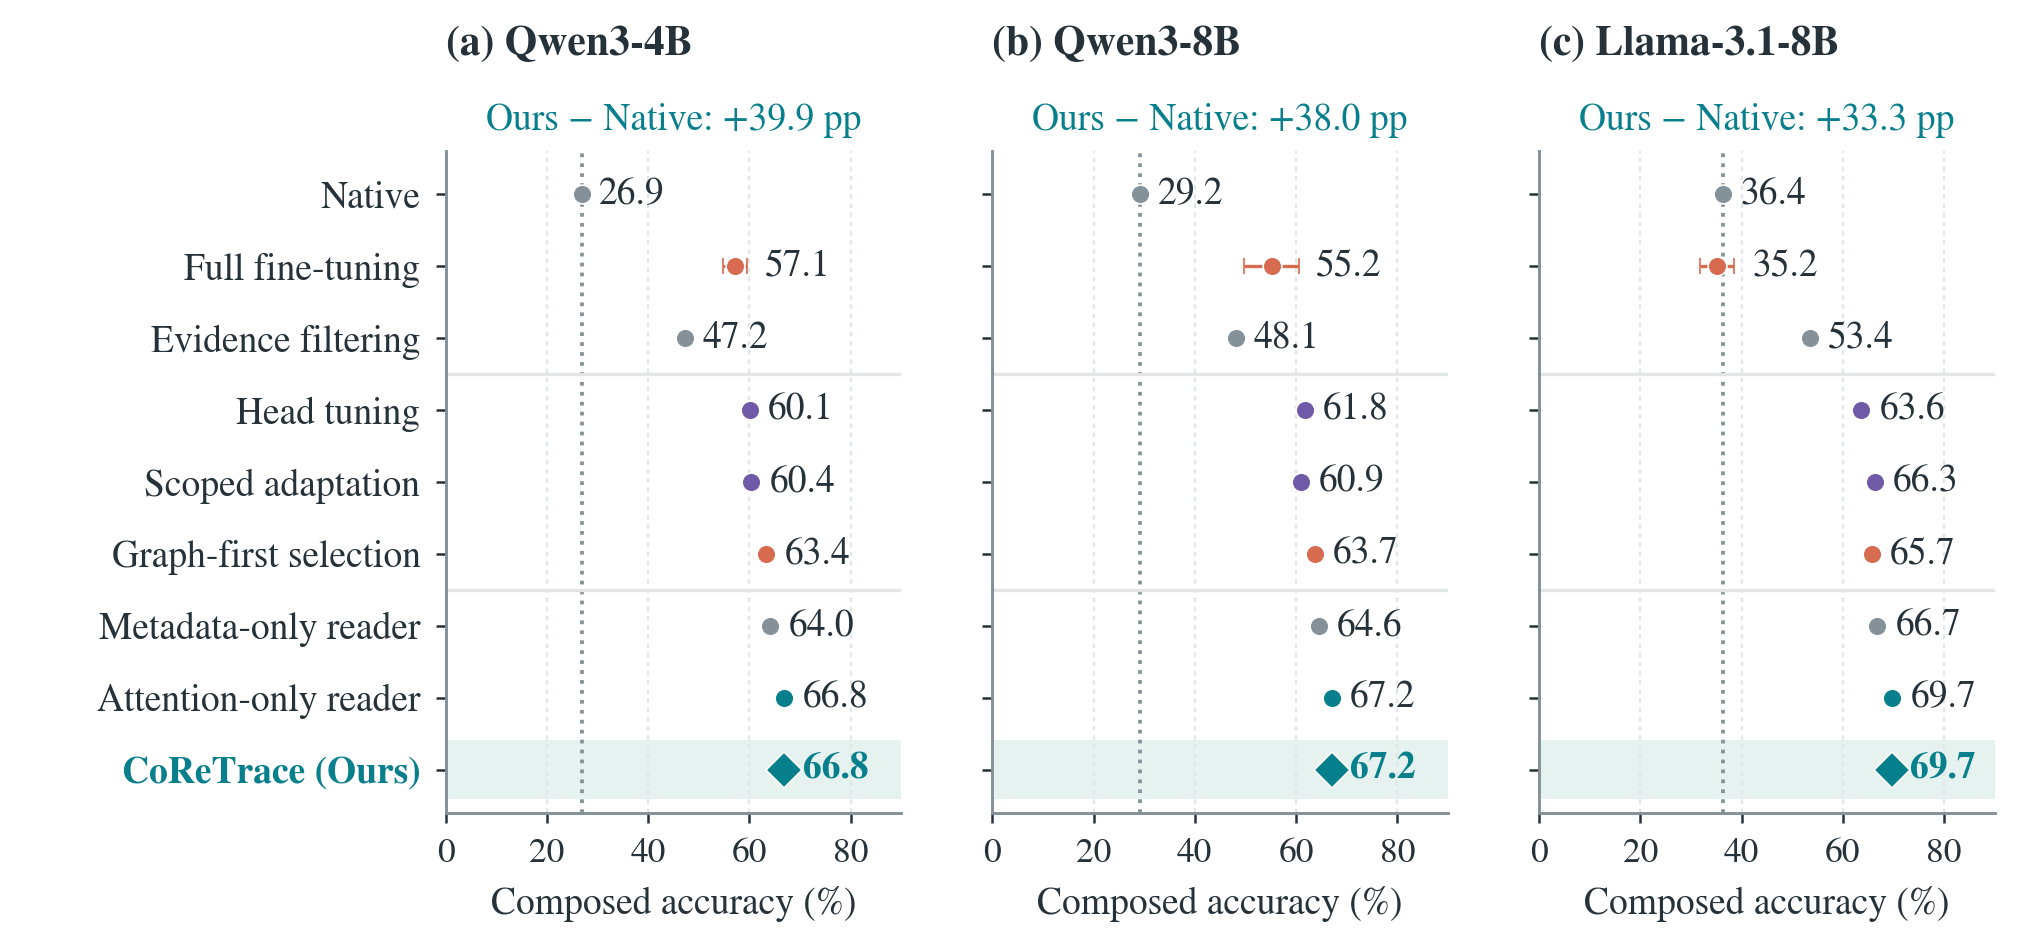 (a) Qwen3-4B
(b) Qwen3-8B
(c) Llama-3.1-8B
Ours − Native: +39.9 pp
Ours − Native: +38.0 pp
Ours − Native: +33.3 pp
Native 26.9 29.2 36.4
Full fine-tuning 57.1 55.2 35.2
Evidence filtering 47.2 48.1 53.4
Head tuning 60.1 61.8 63.6
Scoped adaptation 60.4 60.9 66.3
Graph-first selection 63.4 63.7 65.7
Metadata-only reader 64.0 64.6 66.7
Attention-only reader 66.8 67.2 69.7
CoReTrace (Ours) 66.8 67.2 69.7
0 20 40 60 80
0 20 40 60 80
0 20 40 60 80
Composed accuracy (%)
Composed accuracy (%)
Composed accuracy (%)